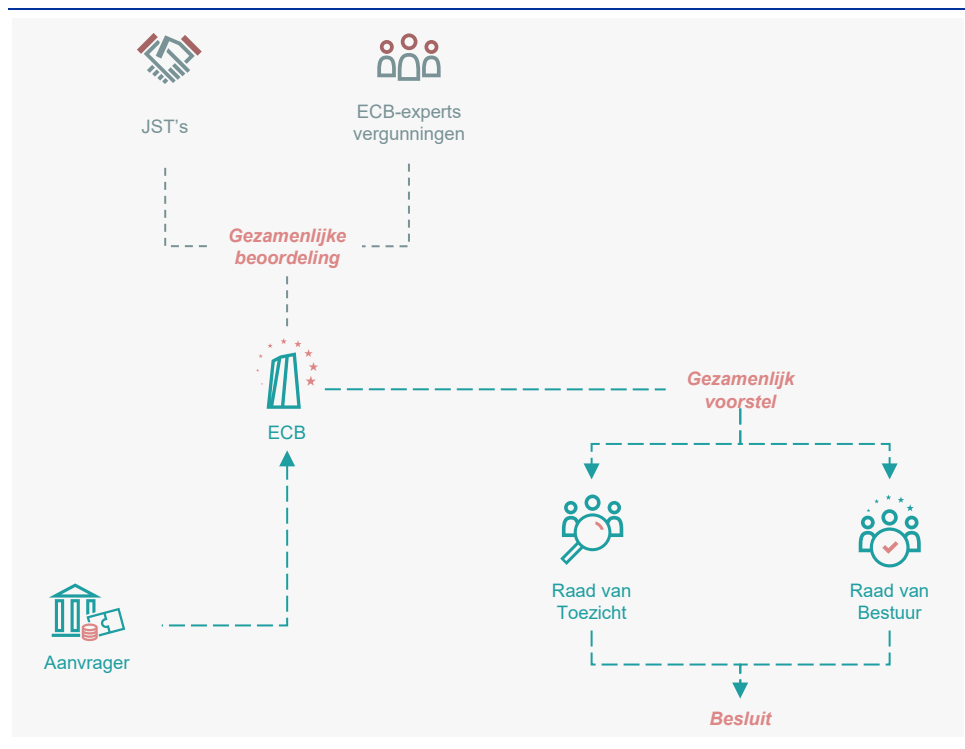 JST's
ECB-experts
vergunningen
Gezamenlijke
beoordeling
ECB
Gezamenlijk
voorstel
Raad van
Toezicht
Raad van
Bestuur
Aanvrager
Besluit